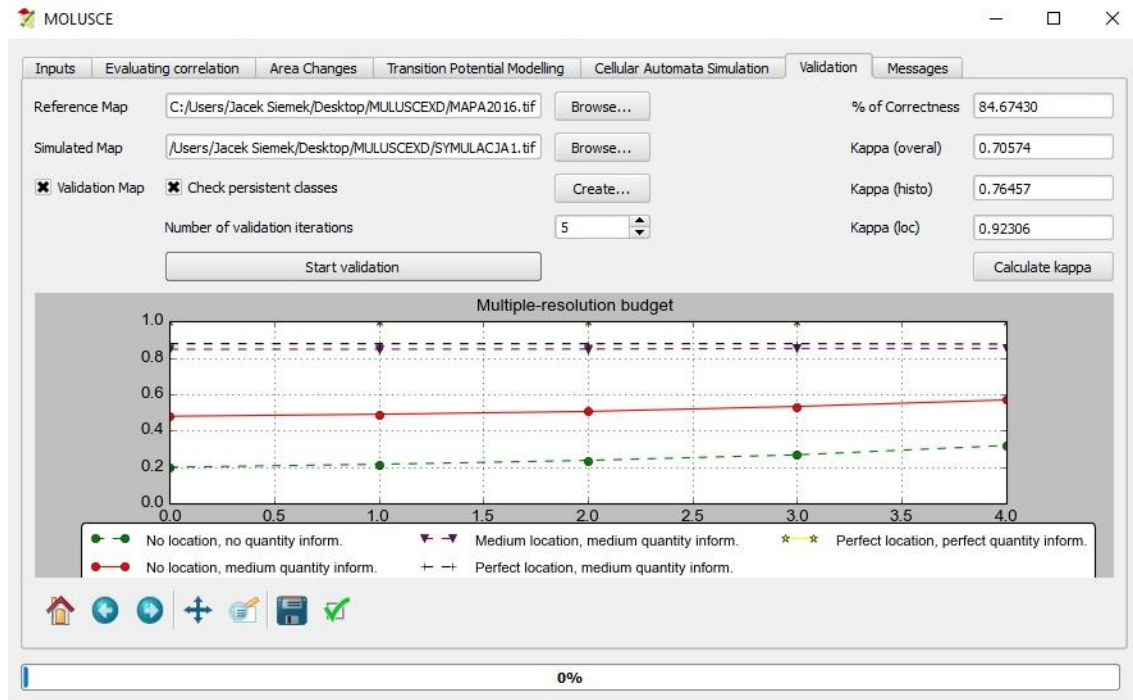 MOLUSCE
Inputs Evaluating correlation Area Changes Transition Potential Modelling Cellular Automata Simulation Validation Messages
Reference Map C:/Users/Jacek Siemek/Desktop/MULUSCEXD/MAPA2016.tif Browse... % of Correctness 84.67430
Simulated Map /Users/Jacek Siemek/Desktop/MULUSCEXD/SYMULACJA1.tif Browse... Kappa (overal) 0.70574
Validation Map Check persistent classes Create... Kappa (histo) 0.76457
Number of validation iterations 5 Kappa (loc) 0.92306
Start validation Calculate kappa
Multiple-resolution budget
1.0
0.8
0.6
0.4
0.2
0.0
0.0 0.5 1.0 1.5 2.0 2.5 3.0 3.5 4.0
No location, no quantity inform. Medium location, medium quantity inform. Perfect location, perfect quantity inform.
No location, medium quantity inform. Perfect location, medium quantity inform.
0%